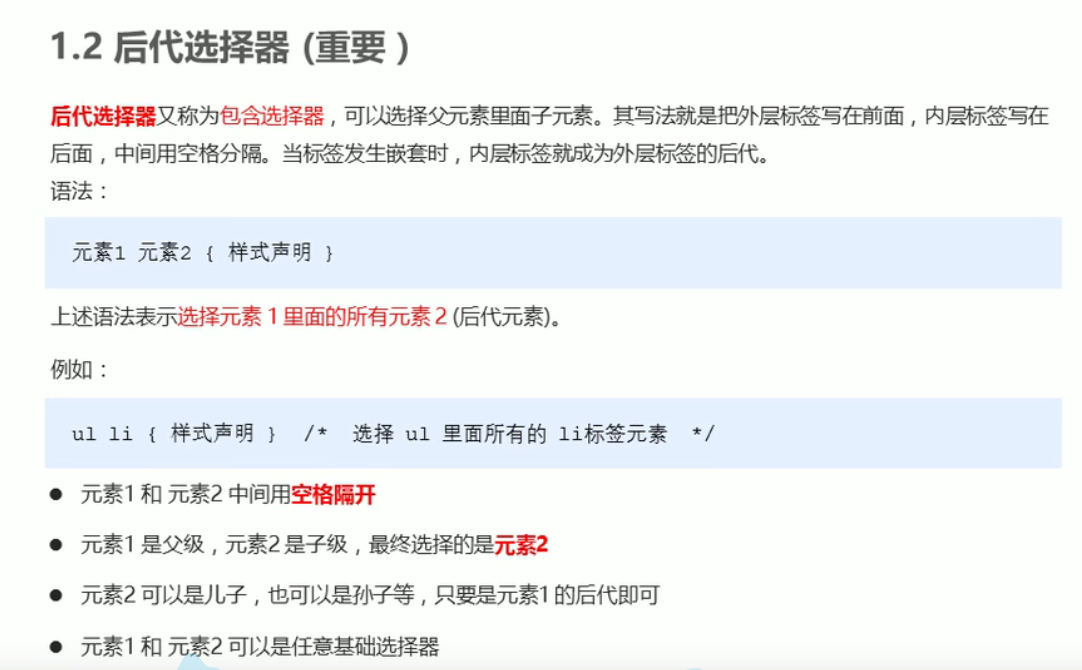 1.2 后代选择器 (重要 )
后代选择器又称为包含选择器，可以选择父元素里面子元素。其写法就是把外层标签写在前面，内层标签写在
后面，中间用空格分隔。当标签发生嵌套时，内层标签就成为外层标签的后代。
语法：
元素1 元素2 { 样式声明 }
上述语法表示选择元素 1 里面的所有元素 2 (后代元素)。
例如：
ul li { 样式声明 } /* 选择 ul 里面所有的 li标签元素 */
● 元素1 和 元素2 中间用空格隔开
● 元素1 是父级，元素2 是子级，最终选择的是元素2
● 元素2 可以是儿子，也可以是孙子等，只要是元素1 的后代即可
● 元素1 和 元素2 可以是任意基础选择器